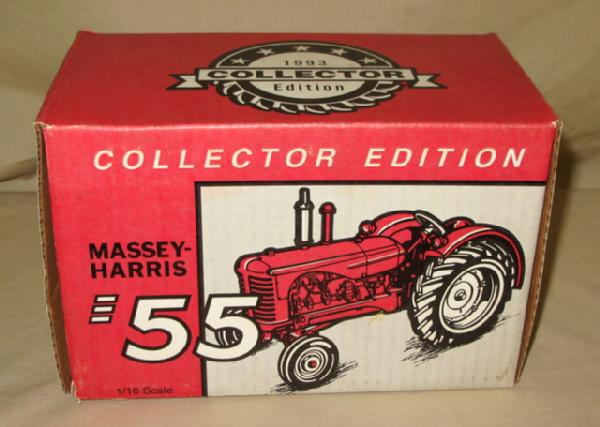 1993
COLLECTOR
Edition
COLLECTOR EDITION
MASSEY-
HARRIS
55
1/16 Scale